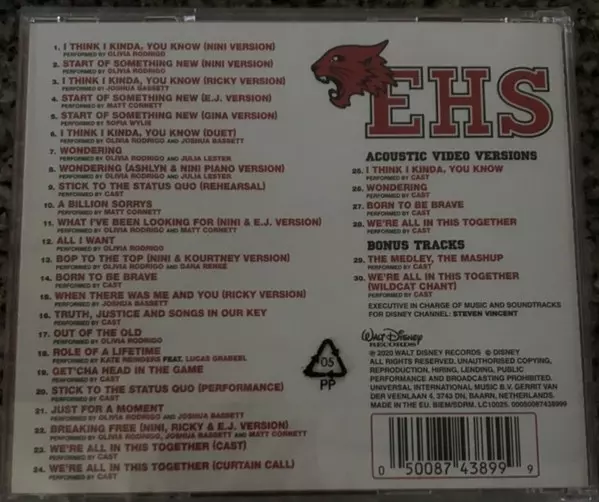 1. I THINK I KINDA, YOU KNOW (NINI VERSION)
PERFORMED BY OLIVIA RODRIGO
2. START OF SOMETHING NEW (NINI VERSION)
PERFORMED BY OLIVIA RODRIGO
3. I THINK I KINDA, YOU KNOW (RICKY VERSION)
PERFORMED BY JOSHUA BASSETT
4. START OF SOMETHING NEW (E.J. VERSION)
PERFORMED BY MATT CORNETT
5. START OF SOMETHING NEW (GINA VERSION)
PERFORMED BY SOFIA WYLIE
6. I THINK I KINDA, YOU KNOW (DUET)
PERFORMED BY OLIVIA RODRIGO AND JOSHUA BASSETT
7. WONDERING
PERFORMED BY OLIVIA RODRIGO AND JULIA LESTER
8. WONDERING (ASHLYN & NINI PIANO VERSION)
PERFORMED BY OLIVIA RODRIGO AND JULIA LESTER
9. STICK TO THE STATUS QUO (REHEARSAL)
PERFORMED BY CAST
10. A BILLION SORRYS
PERFORMED BY MATT CORNETT
11. WHAT I'VE BEEN LOOKING FOR (NINI & E.J. VERSION)
PERFORMED BY OLIVIA RODRIGO AND MATT CORNETT
12. ALL I WANT
PERFORMED BY OLIVIA RODRIGO
13. BOP TO THE TOP (NINI & KOURTNEY VERSION)
PERFORMED BY OLIVIA RODRIGO AND DARA RENEÉ
14. BORN TO BE BRAVE
PERFORMED BY CAST
15. WHEN THERE WAS ME AND YOU (RICKY VERSION)
PERFORMED BY JOSHUA BASSETT
16. TRUTH, JUSTICE AND SONGS IN OUR KEY
PERFORMED BY CAST
17. OUT OF THE OLD
PERFORMED BY OLIVIA RODRIGO
18. ROLE OF A LIFETIME
PERFORMED BY KATE REINDERS FEAT. LUCAS GRABEEL
19. GET'CHA HEAD IN THE GAME
PERFORMED BY CAST
20. STICK TO THE STATUS QUO (PERFORMANCE)
PERFORMED BY CAST
21. JUST FOR A MOMENT
PERFORMED BY OLIVIA RODRIGO AND JOSHUA BASSETT
22. BREAKING FREE (NINI, RICKY & E.J. VERSION)
PERFORMED BY OLIVIA RODRIGO, JOSHUA BASSETT AND MATT CORNETT
23. WE'RE ALL IN THIS TOGETHER (CAST)
PERFORMED BY CAST
24. WE'RE ALL IN THIS TOGETHER (CURTAIN CALL)
PERFORMED BY CAST
EHS
ACOUSTIC VIDEO VERSIONS
25. I THINK I KINDA, YOU KNOW
PERFORMED BY CAST
26. WONDERING
PERFORMED BY CAST
27. BORN TO BE BRAVE
PERFORMED BY CAST
28. WE'RE ALL IN THIS TOGETHER
PERFORMED BY CAST
BONUS TRACKS
29. THE MEDLEY, THE MASHUP
PERFORMED BY CAST
30. WE'RE ALL IN THIS TOGETHER
(WILDCAT CHANT)
PERFORMED BY CAST
EXECUTIVE IN CHARGE OF MUSIC AND SOUNDTRACKS
FOR DISNEY CHANNEL: STEVEN VINCENT
WALT DISNEY
RECORDS
℗ 2020 WALT DISNEY RECORDS © DISNEY
ALL RIGHTS RESERVED. UNAUTHORISED COPYING,
REPRODUCTION, HIRING, LENDING, PUBLIC
PERFORMANCE AND BROADCASTING PROHIBITED.
UNIVERSAL INTERNATIONAL MUSIC B.V. GERRIT VAN
DER VEENLAAN 4, 3743 DN, BAARN, NETHERLANDS.
MADE IN THE EU. BIEM/SDRM. LC10025. 00050087438999
05
PP
0 50087 43899 9